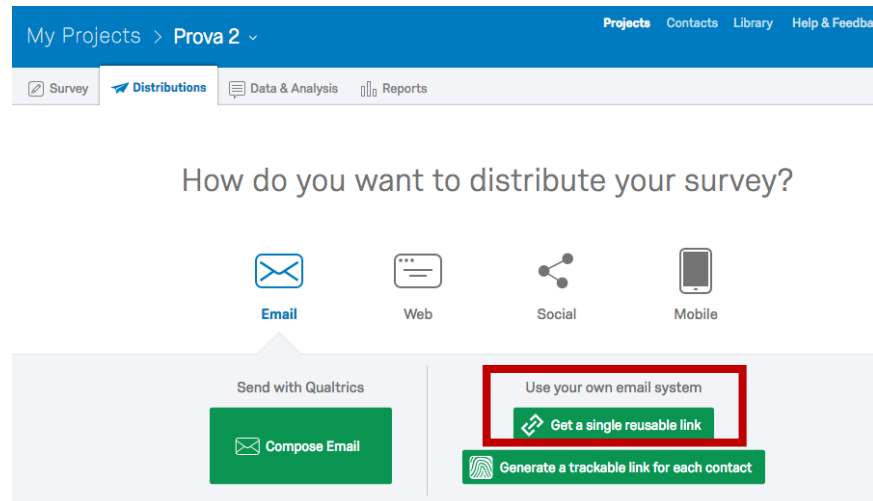 My Projects > Prova 2
Projects Contacts Library Help & Feedba
Survey Distributions Data & Analysis Reports
How do you want to distribute your survey?
Email Web Social Mobile
Send with Qualtrics
Use your own email system
Compose Email
Get a single reusable link
Generate a trackable link for each contact